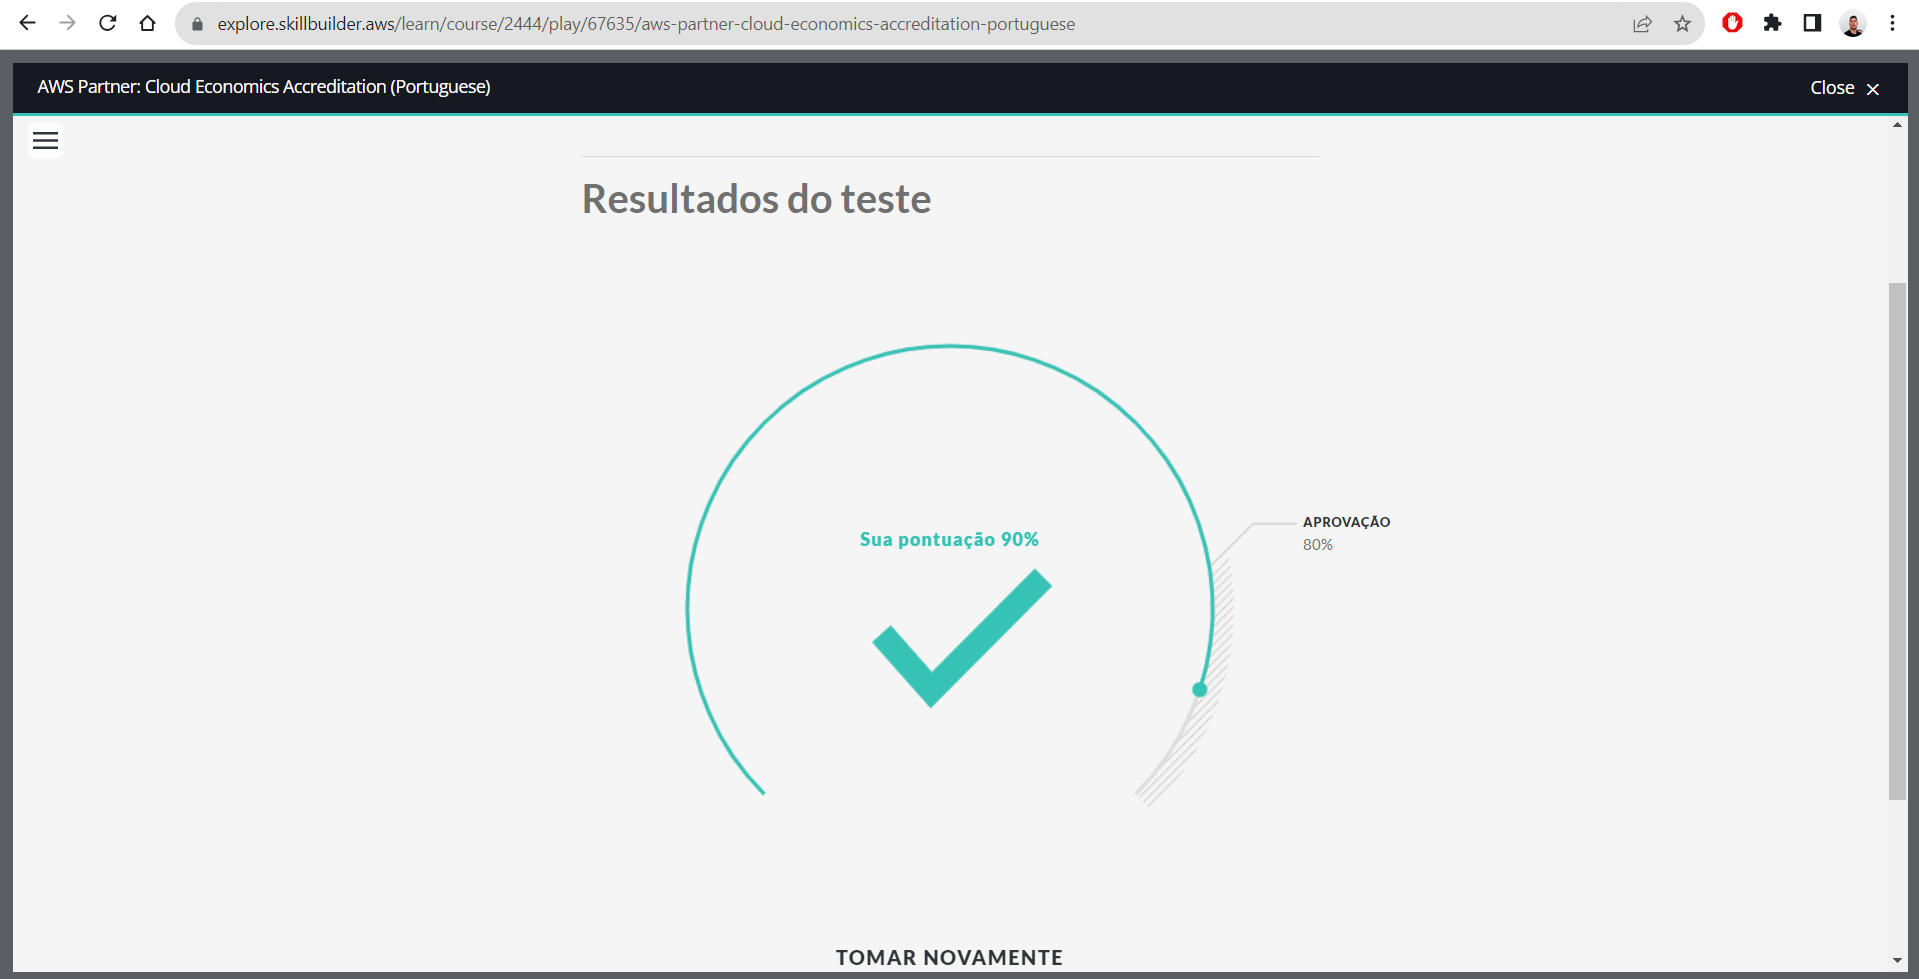 explore.skillbuilder.aws/learn/course/2444/play/67635/aws-partner-cloud-economics-accreditation-portuguese
AWS Partner: Cloud Economics Accreditation (Portuguese)
Close
Resultados do teste
Sua pontuação 90%
APROVAÇÃO
80%
TOMAR NOVAMENTE